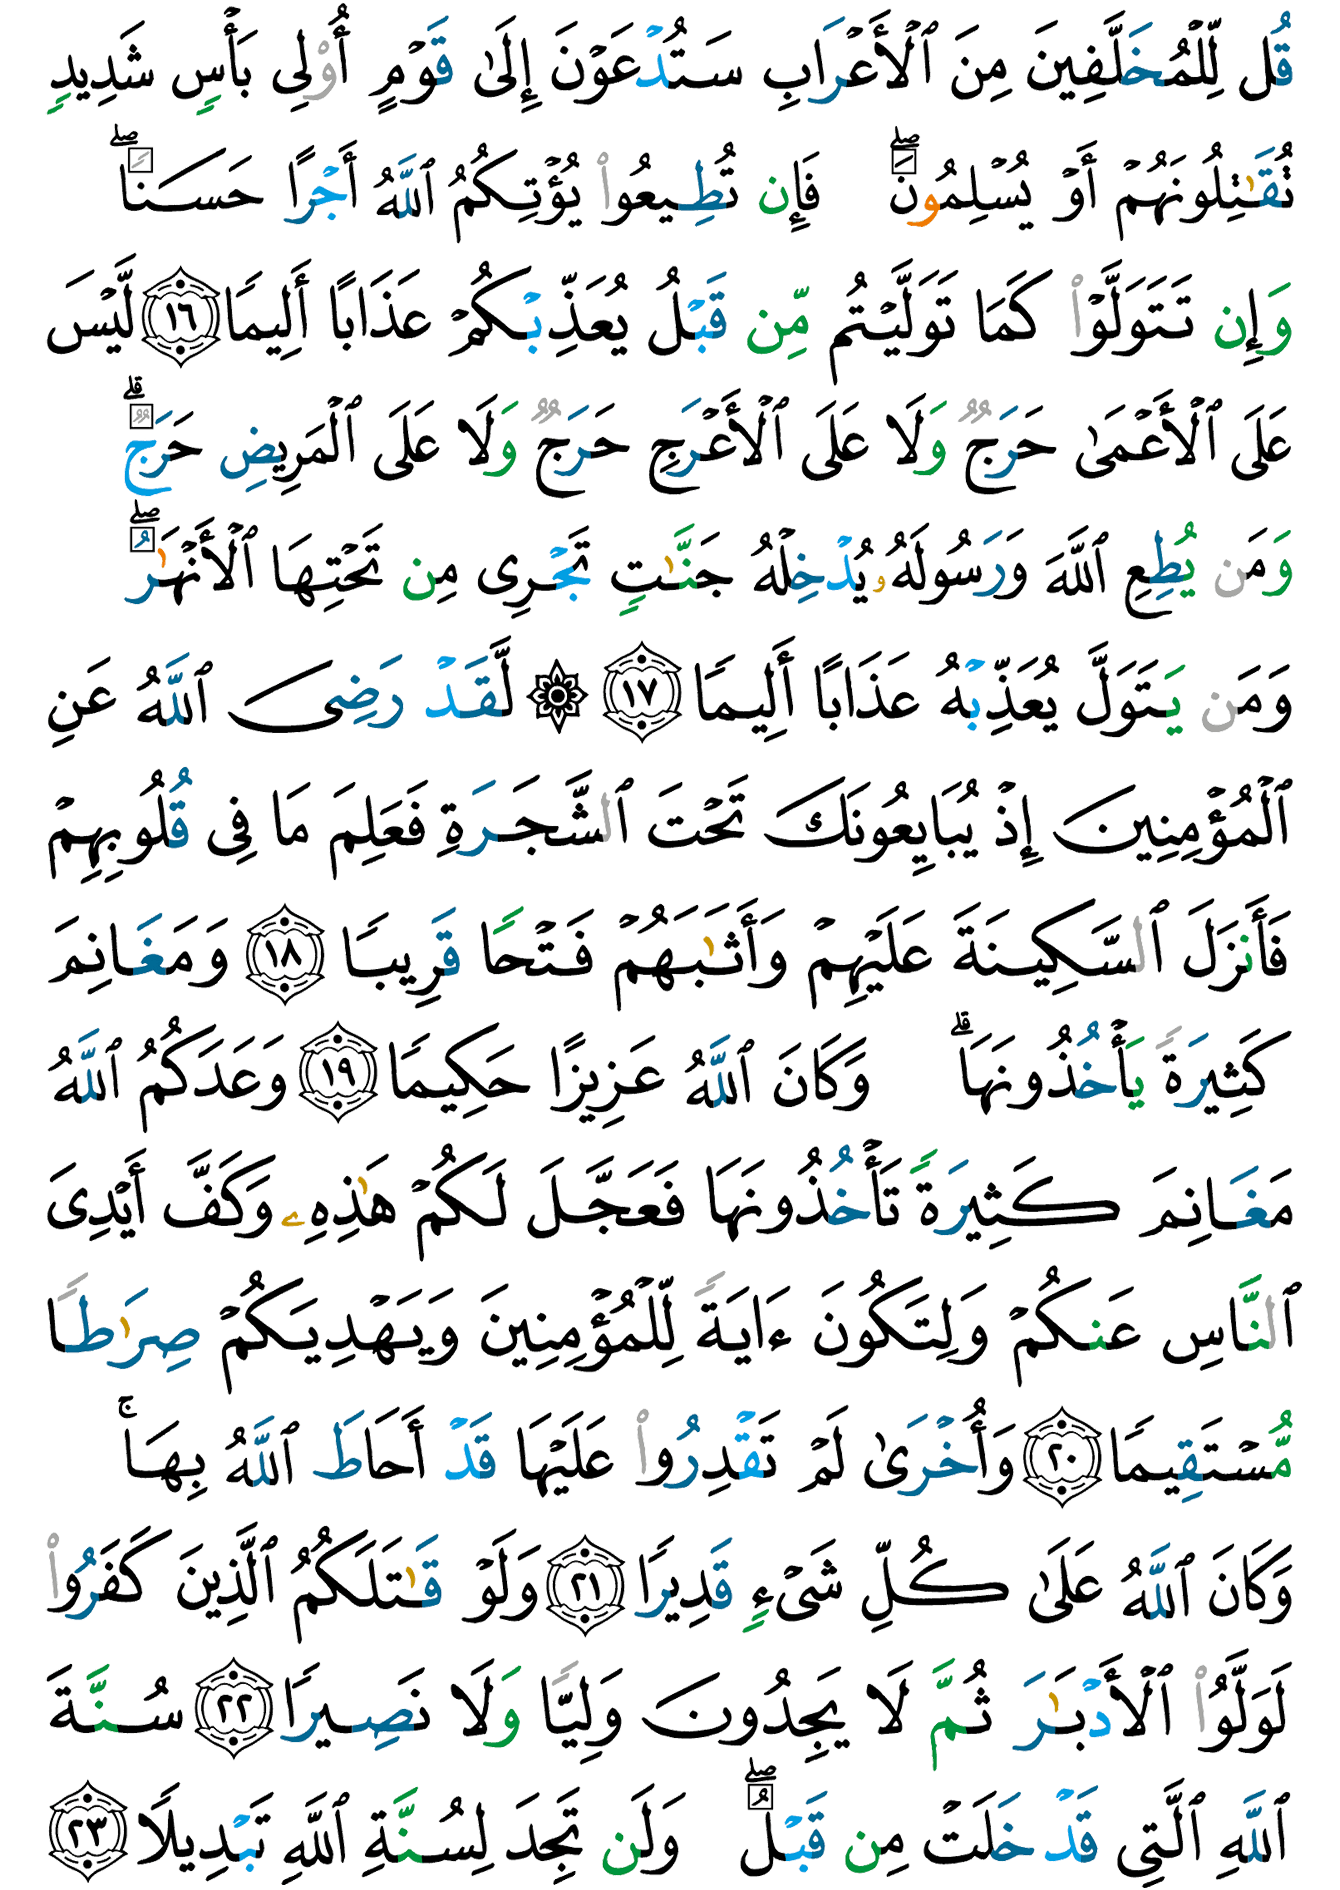 قُل لِّلْمُخَلَّفِينَ مِنَ ٱلْأَعْرَابِ سَتُدْعَوْنَ إِلَىٰ قَوْمٍ أُو۟لِى بَأْسٍ شَدِيدٍ
تُقَـٰتِلُونَهُمْ أَوْ يُسْلِمُونَ ۖ فَإِن تُطِيعُوا۟ يُؤْتِكُمُ ٱللَّهُ أَجْرًا حَسَنًا ۖ
وَإِن تَتَوَلَّوْا۟ كَمَا تَوَلَّيْتُم مِّن قَبْلُ يُعَذِّبْكُمْ عَذَابًا أَلِيمًا ١٦ لَّيْسَ
عَلَى ٱلْأَعْمَىٰ حَرَجٌ وَلَا عَلَى ٱلْأَعْرَجِ حَرَجٌ وَلَا عَلَى ٱلْمَرِيضِ حَرَجٌ ۗ
وَمَن يُطِعِ ٱللَّهَ وَرَسُولَهُۥ يُدْخِلْهُ جَنَّـٰتٍ تَجْرِى مِن تَحْتِهَا ٱلْأَنْهَـٰرُ ۖ
وَمَن يَتَوَلَّ يُعَذِّبْهُ عَذَابًا أَلِيمًا ١٧ ۞ لَّقَدْ رَضِىَ ٱللَّهُ عَنِ
ٱلْمُؤْمِنِينَ إِذْ يُبَايِعُونَكَ تَحْتَ ٱلشَّجَرَةِ فَعَلِمَ مَا فِى قُلُوبِهِمْ
فَأَنزَلَ ٱلسَّكِينَةَ عَلَيْهِمْ وَأَثَـٰبَهُمْ فَتْحًا قَرِيبًا ١٨ وَمَغَانِمَ
كَثِيرَةً يَأْخُذُونَهَا ۗ وَكَانَ ٱللَّهُ عَزِيزًا حَكِيمًا ١٩ وَعَدَكُمُ ٱللَّهُ
مَغَانِمَ كَثِيرَةً تَأْخُذُونَهَا فَعَجَّلَ لَكُمْ هَـٰذِهِۦ وَكَفَّ أَيْدِىَ
ٱلنَّاسِ عَنكُمْ وَلِتَكُونَ ءَايَةً لِّلْمُؤْمِنِينَ وَيَهْدِيَكُمْ صِرَٰطًا
مُّسْتَقِيمًا ٢٠ وَأُخْرَىٰ لَمْ تَقْدِرُوا۟ عَلَيْهَا قَدْ أَحَاطَ ٱللَّهُ بِهَا ۚ
وَكَانَ ٱللَّهُ عَلَىٰ كُلِّ شَىْءٍ قَدِيرًا ٢١ وَلَوْ قَـٰتَلَكُمُ ٱلَّذِينَ كَفَرُوا۟
لَوَلَّوُا۟ ٱلْأَدْبَـٰرَ ثُمَّ لَا يَجِدُونَ وَلِيًّا وَلَا نَصِيرًا ٢٢ سُنَّةَ
ٱللَّهِ ٱلَّتِى قَدْ خَلَتْ مِن قَبْلُ ۖ وَلَن تَجِدَ لِسُنَّةِ ٱللَّهِ تَبْدِيلًا ٢٣